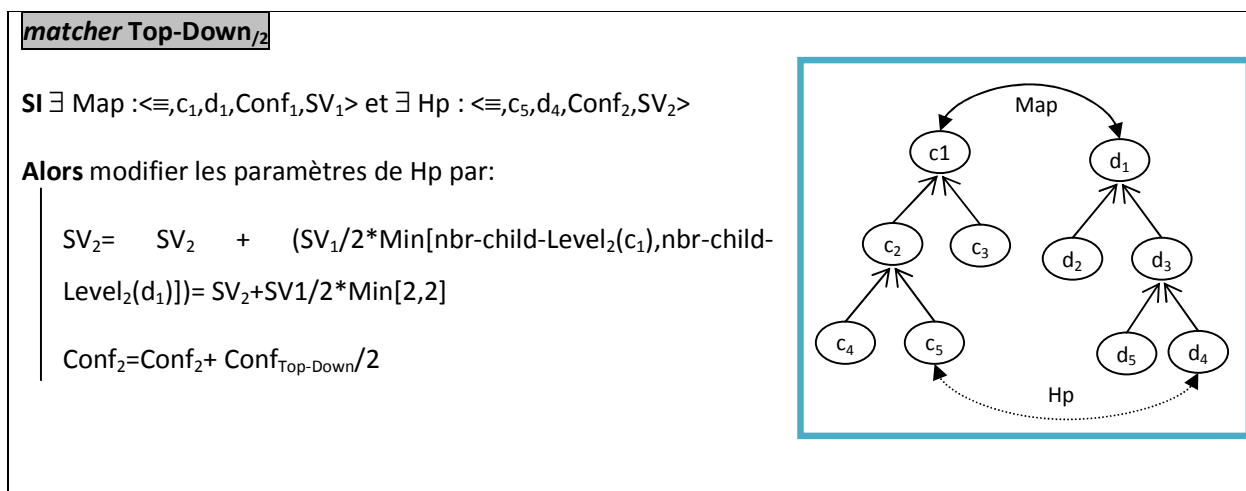 matcher Top-Down/2
SI ∃ Map :<≡,c₁,d₁,Conf₁,SV₁> et ∃ Hp : <≡,c₅,d₄,Conf₂,SV₂>
Alors modifier les paramètres de Hp par:
SV₂= SV₂ + (SV₁/2*Min[nbr-child-Level₂(c₁),nbr-child-
Level₂(d₁)])= SV₂+SV1/2*Min[2,2]
Conf₂=Conf₂+ Conf_Top-Down/2
Map
c1
d₁
c₂
c₃
d₂
d₃
c₄
c₅
d₅
d₄
Hp